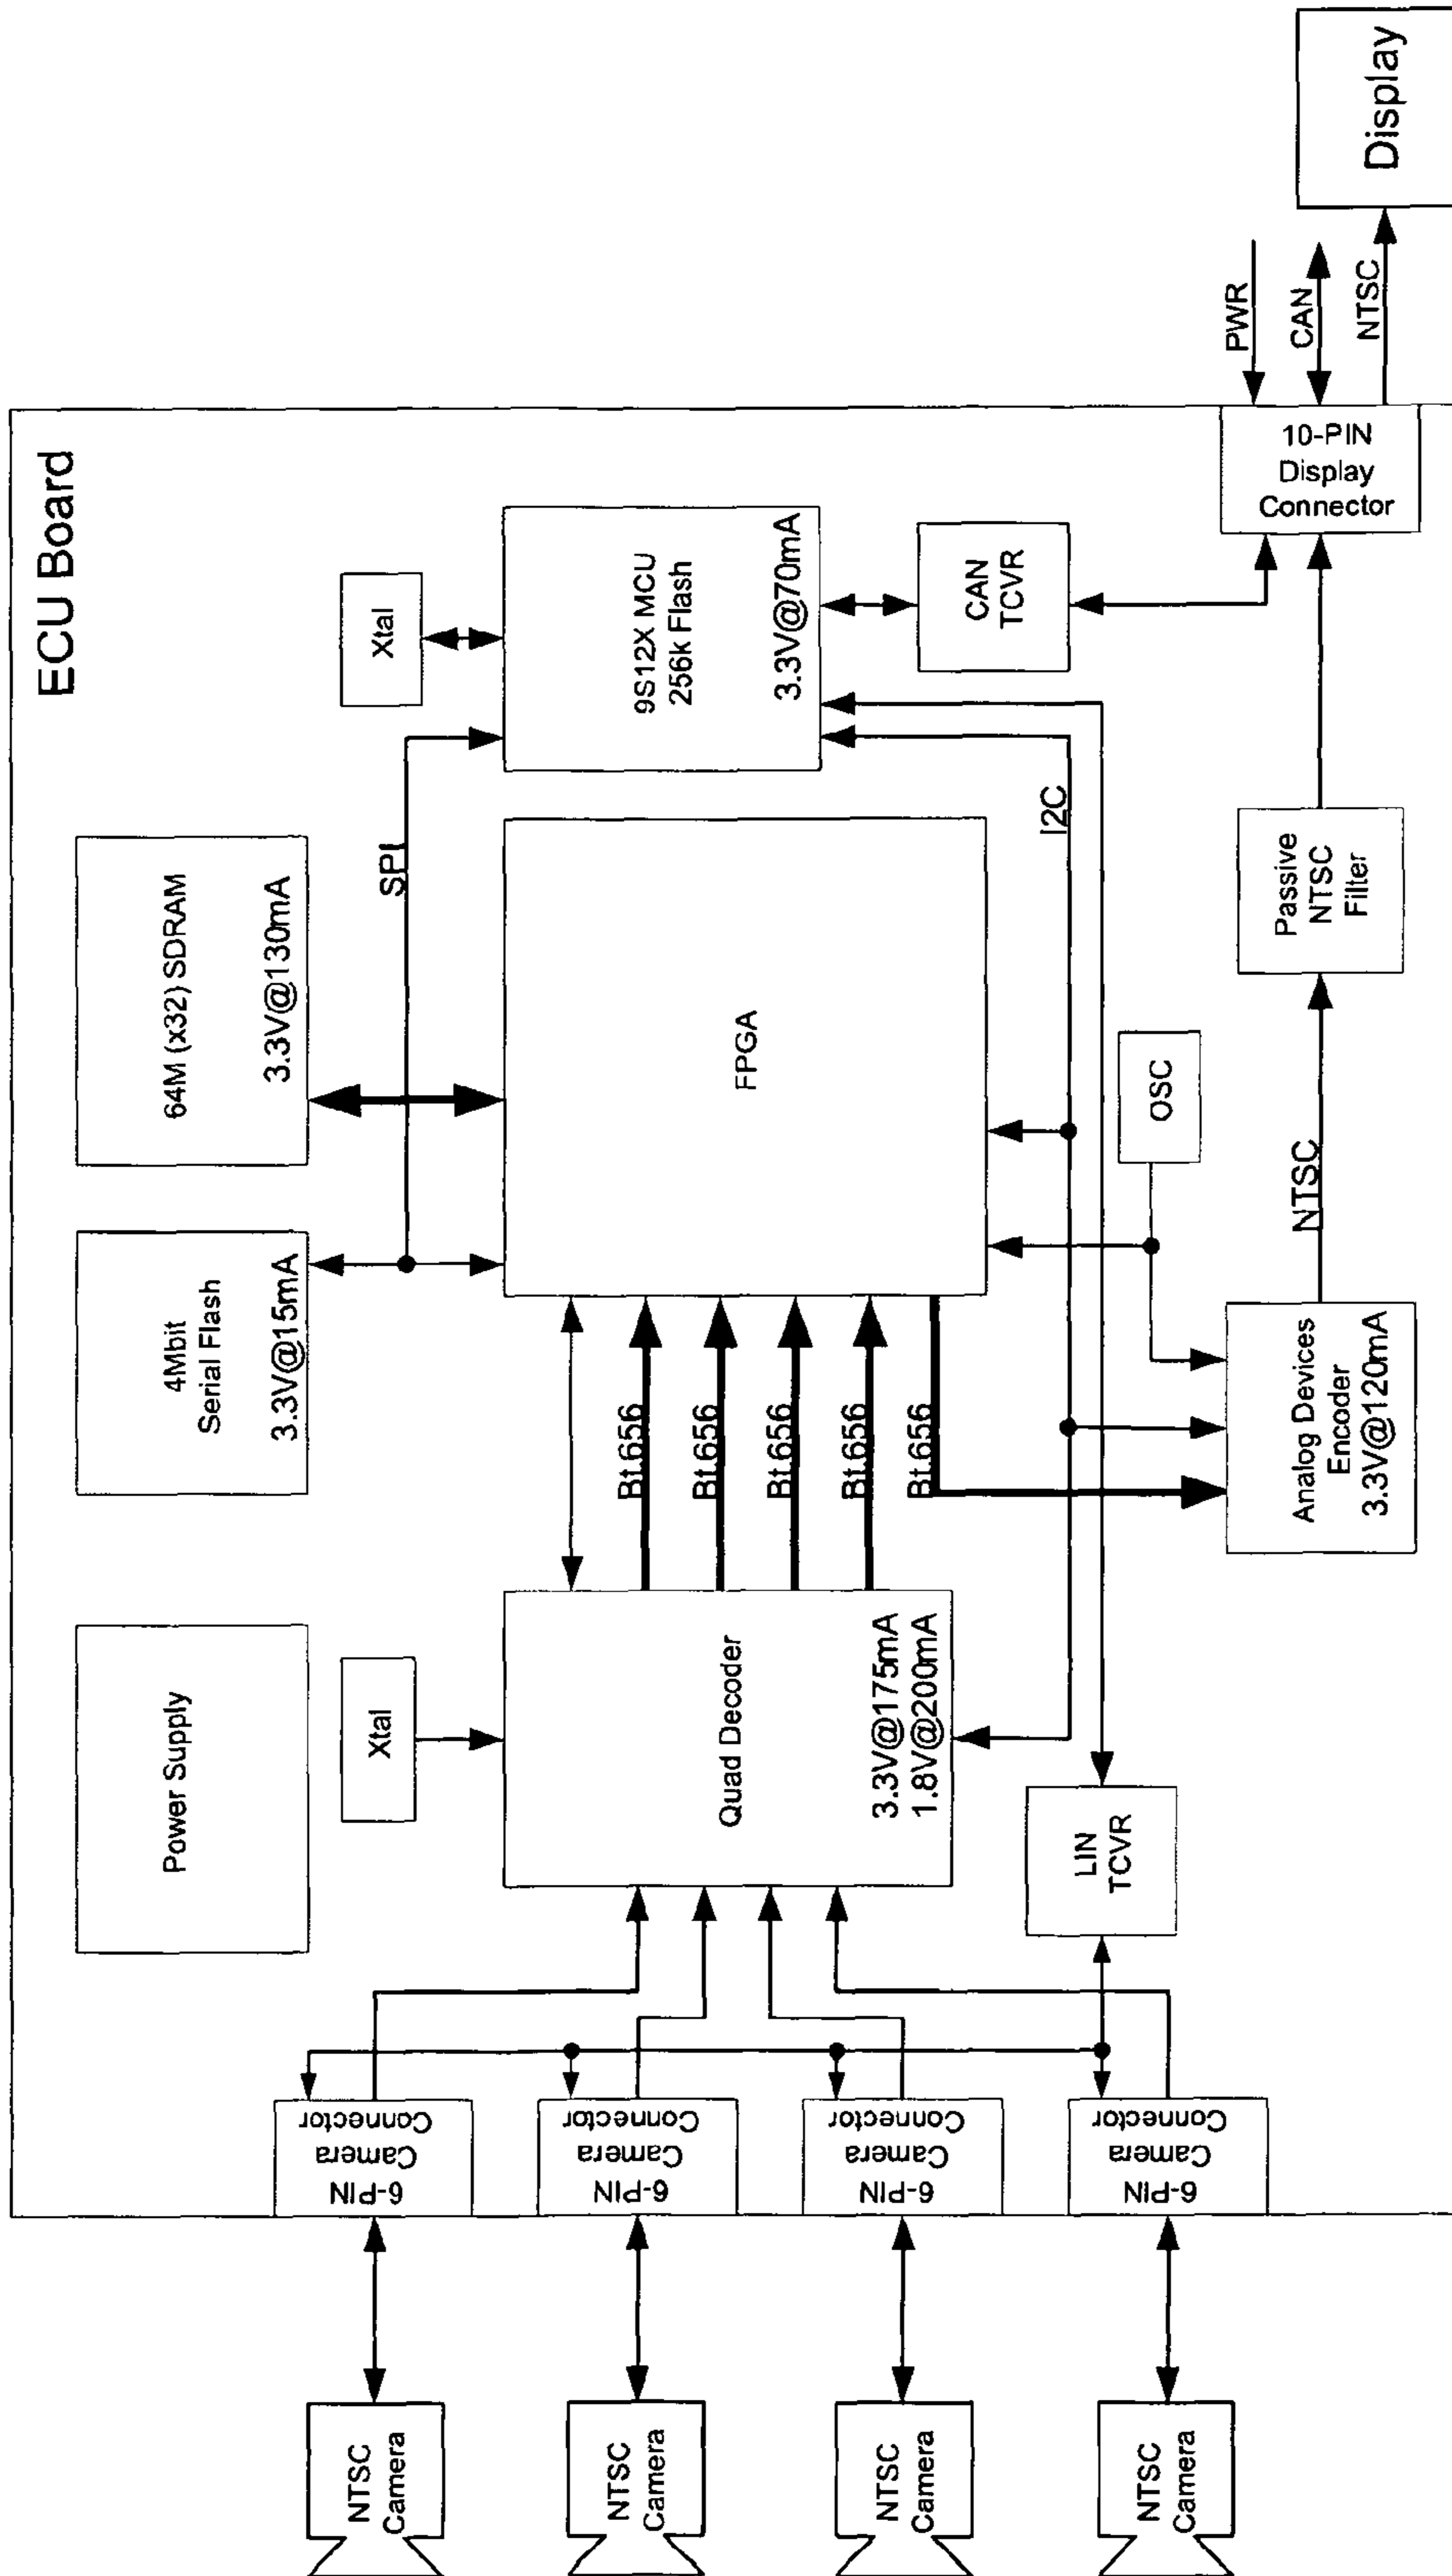 ECU Board
Power Supply
4Mbit
Serial Flash
3.3V@15mA
64M (x32) SDRAM
3.3V@130mA
Xtal
SPI
Xtal
NTSC
Camera
6-PIN
Camera
Connector
NTSC
Camera
6-PIN
Camera
Connector
NTSC
Camera
6-PIN
Camera
Connector
NTSC
Camera
6-PIN
Camera
Connector
Quad Decoder
3.3V@175mA
1.8V@200mA
Bt.656
Bt.656
Bt.656
Bt.656
Bt.656
FPGA
9S12X MCU
256k Flash
3.3V@70mA
I2C
LIN
TCVR
CAN
TCVR
OSC
Analog Devices
Encoder
3.3V@120mA
NTSC
Passive
NTSC
Filter
10-PIN
Display
Connector
PWR
CAN
NTSC
Display